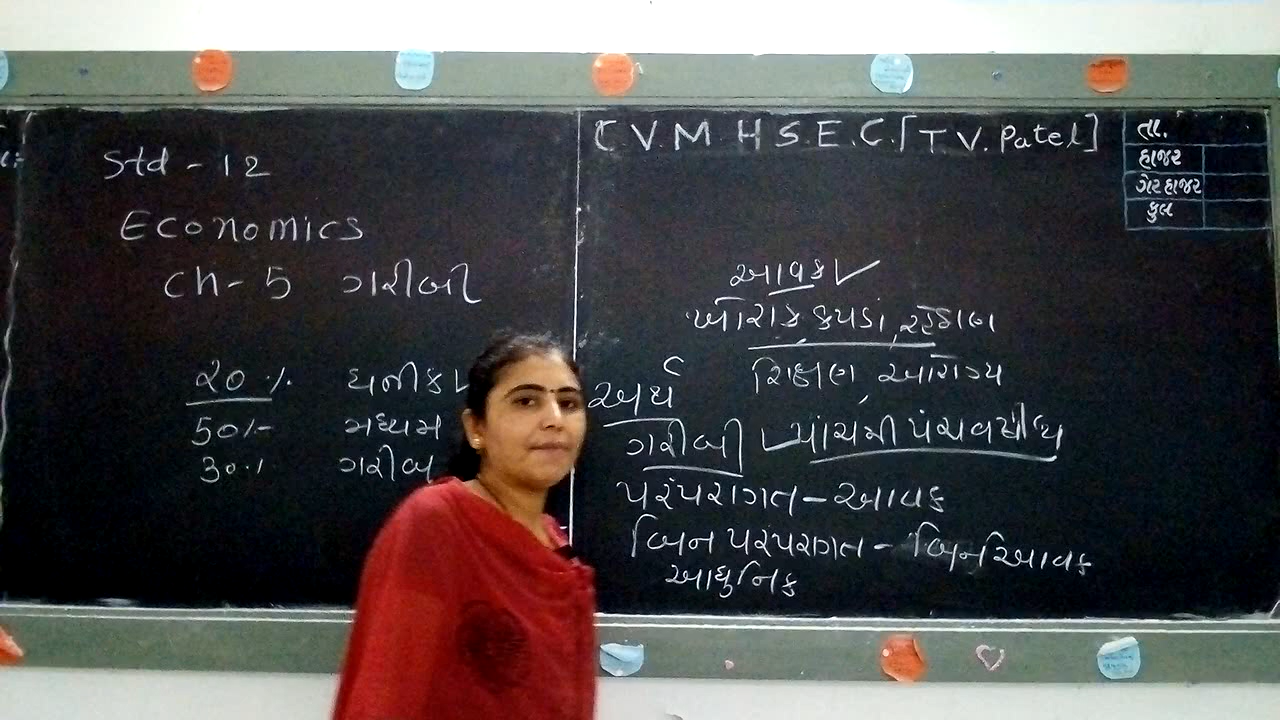 Std - 12
Economics
Ch - 5 ગરીબી
૨૦ % ધનીક
50 % મધ્યમ
30 % ગરીબ
C V. M H S. E. C. [T V. Patel]
તા.
હાજર
ગેરહાજર
કુલ
આવક
ખોરાક, કપડાં, રહેઠાણ
શિક્ષણ, આરોગ્ય
અર્થ
ગરીબી પાંચમી પંચવર્ષીય
પરંપરાગત - આવક
બિન પરંપરાગત - બિનઆવક
આધુનિક